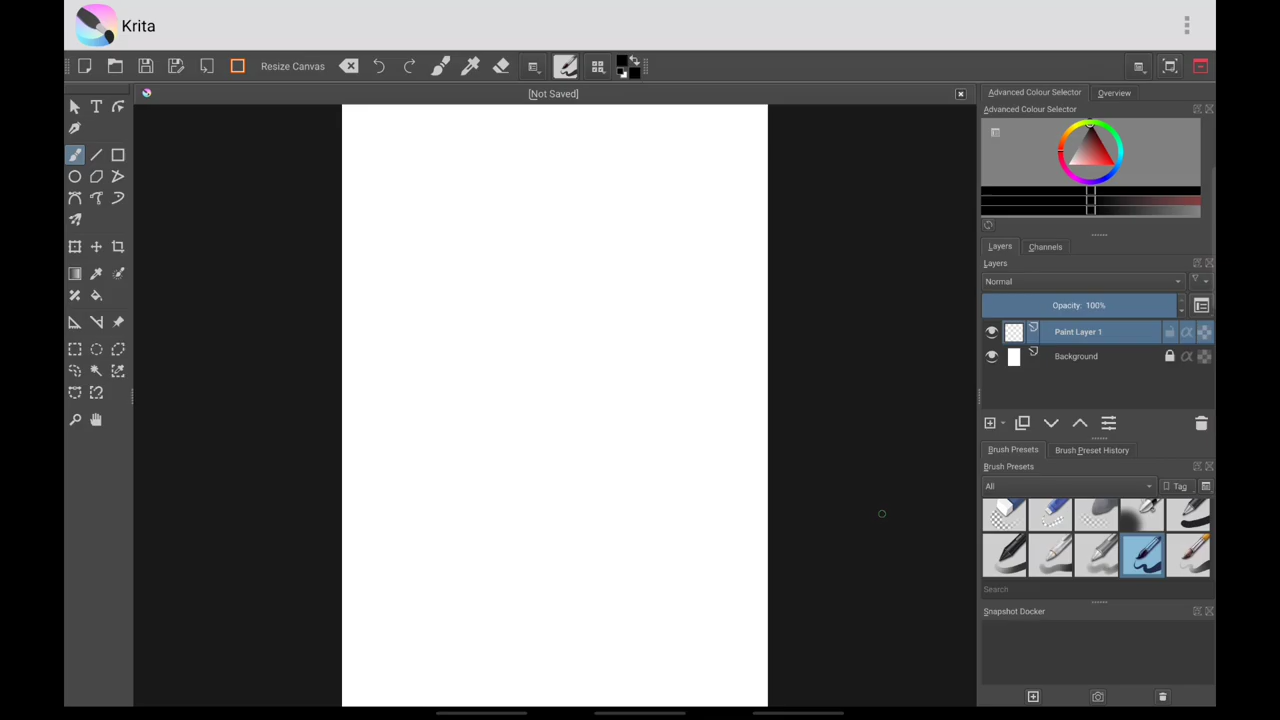 Krita
Resize Canvas
[Not Saved]
Advanced Colour Selector
Overview
Advanced Colour Selector
Layers
Channels
Layers
Normal
Opacity: 100%
Paint Layer 1
Background
Brush Presets
Brush Preset History
Brush Presets
All
Tag
Search
Snapshot Docker